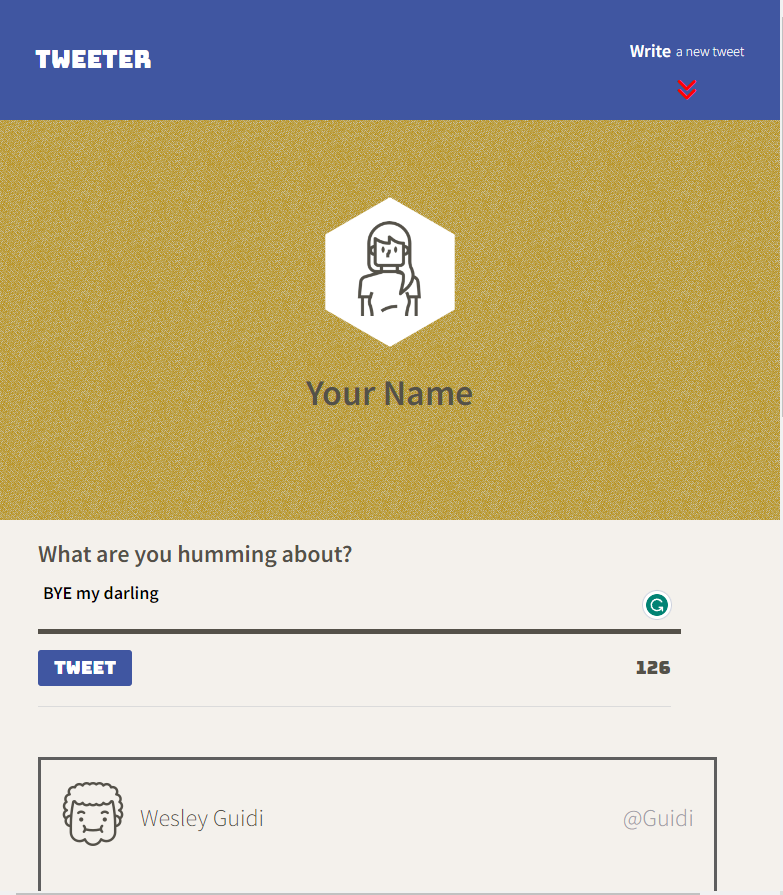 TWEETER
Write a new tweet
Your Name
What are you humming about?
BYE my darling
TWEET
126
Wesley Guidi
@Guidi